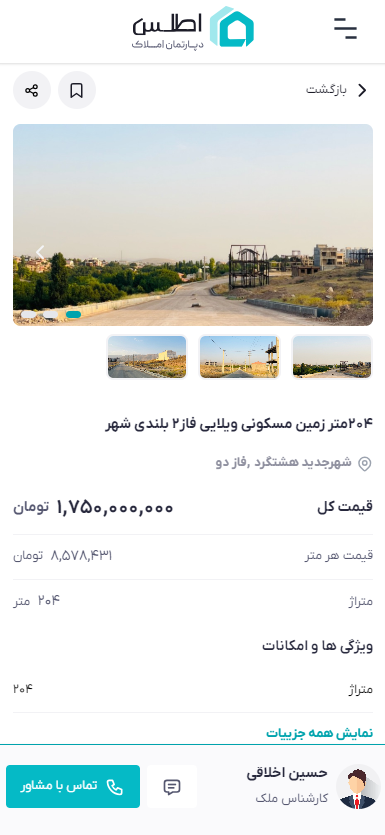 اطلس
دپارتمان املاک
بازگشت
۲۰۴متر زمین مسکونی ویلایی فاز۲ بلندی شهر
شهرجدید هشتگرد ,فاز دو
قیمت کل ۱,۷۵۰,۰۰۰,۰۰۰ تومان
قیمت هر متر ۸,۵۷۸,۴۳۱ تومان
متراژ ۲۰۴ متر
ویژگی ها و امکانات
متراژ ۲۰۴
نمایش همه جزییات
حسین اخلاقی
کارشناس ملک
تماس با مشاور